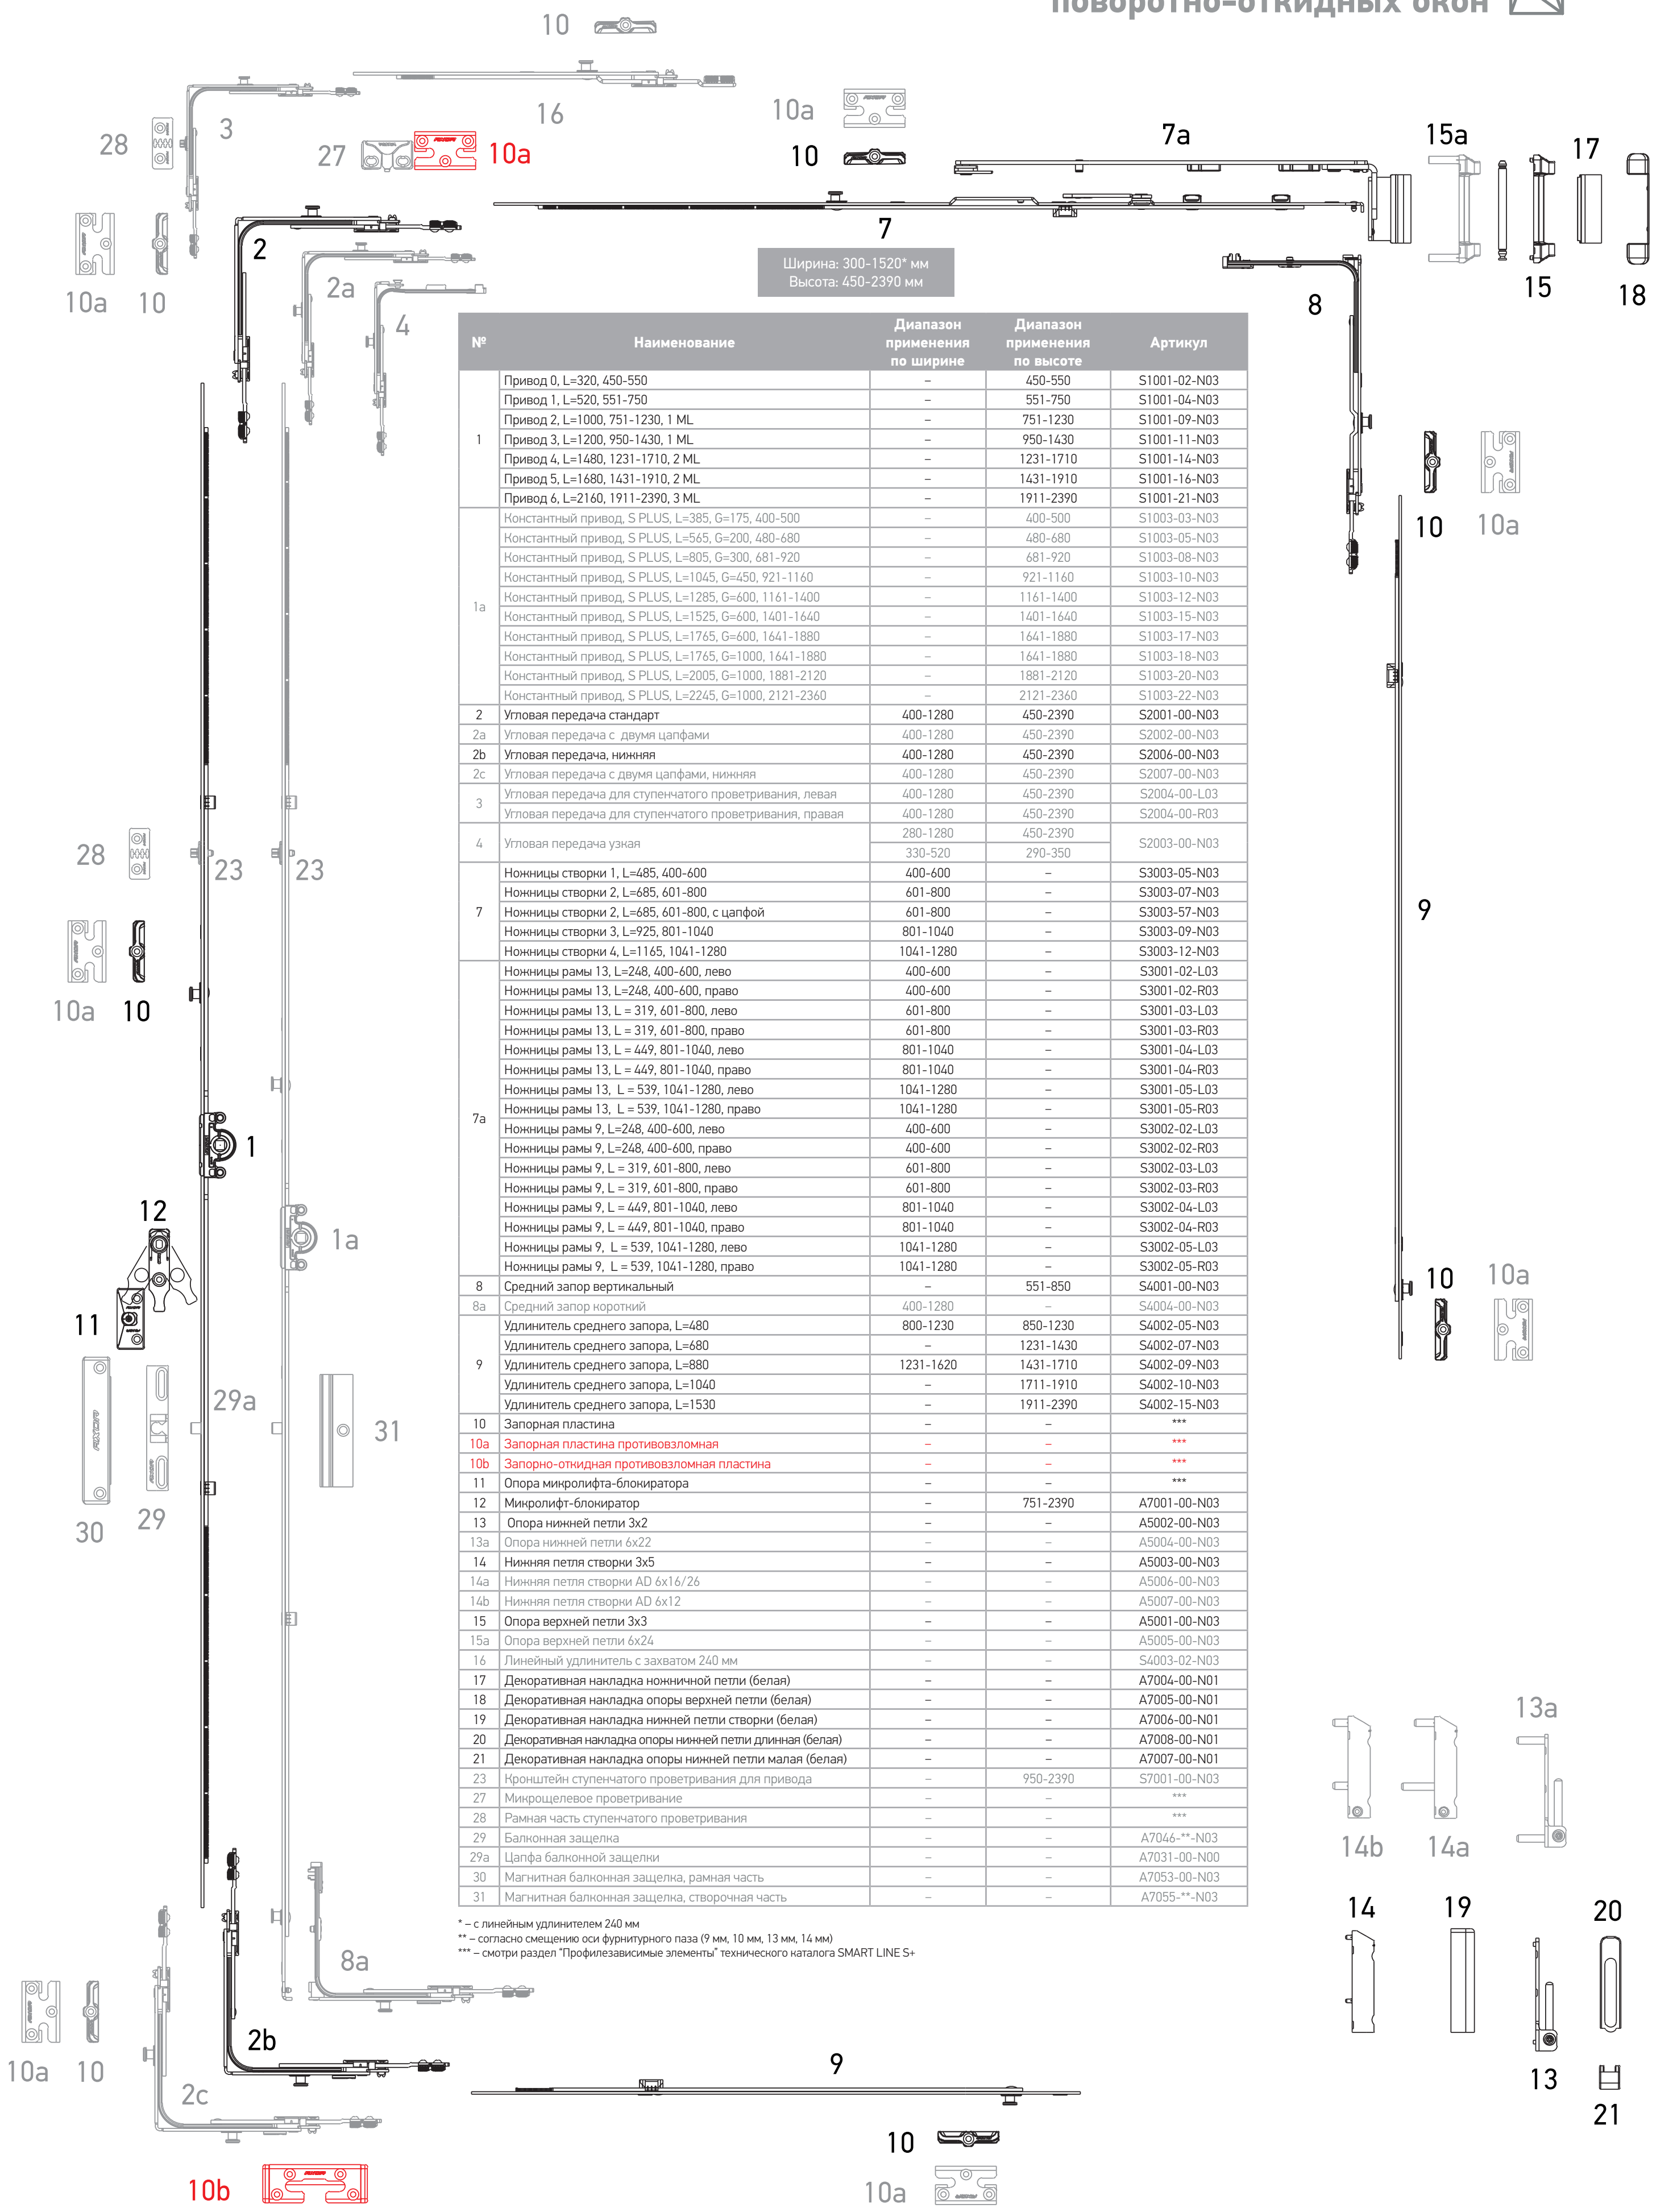 поворотно-откидных окон
10
16
3
28
27
10a
10a
10
7a
15a
17
7
2
2a
4
10a
10
15
18
8
Ширина: 300-1520* мм
Высота: 450-2390 мм
№ Наименование Диапазон применения по ширине Диапазон применения по высоте Артикул
1
Привод 0, L=320, 450-550 – 450-550 S1001-02-N03
Привод 1, L=520, 551-750 – 551-750 S1001-04-N03
Привод 2, L=1000, 751-1230, 1 ML – 751-1230 S1001-09-N03
Привод 3, L=1200, 950-1430, 1 ML – 950-1430 S1001-11-N03
Привод 4, L=1480, 1231-1710, 2 ML – 1231-1710 S1001-14-N03
Привод 5, L=1680, 1431-1910, 2 ML – 1431-1910 S1001-16-N03
Привод 6, L=2160, 1911-2390, 3 ML – 1911-2390 S1001-21-N03
1a
Константный привод, S PLUS, L=385, G=175, 400-500 – 400-500 S1003-03-N03
Константный привод, S PLUS, L=565, G=200, 480-680 – 480-680 S1003-05-N03
Константный привод, S PLUS, L=805, G=300, 681-920 – 681-920 S1003-08-N03
Константный привод, S PLUS, L=1045, G=450, 921-1160 – 921-1160 S1003-10-N03
Константный привод, S PLUS, L=1285, G=600, 1161-1400 – 1161-1400 S1003-12-N03
Константный привод, S PLUS, L=1525, G=600, 1401-1640 – 1401-1640 S1003-15-N03
Константный привод, S PLUS, L=1765, G=600, 1641-1880 – 1641-1880 S1003-17-N03
Константный привод, S PLUS, L=1765, G=1000, 1641-1880 – 1641-1880 S1003-18-N03
Константный привод, S PLUS, L=2005, G=1000, 1881-2120 – 1881-2120 S1003-20-N03
Константный привод, S PLUS, L=2245, G=1000, 2121-2360 – 2121-2360 S1003-22-N03
2 Угловая передача стандарт 400-1280 450-2390 S2001-00-N03
2a Угловая передача с двумя цапфами 400-1280 450-2390 S2002-00-N03
2b Угловая передача, нижняя 400-1280 450-2390 S2006-00-N03
2c Угловая передача с двумя цапфами, нижняя 400-1280 450-2390 S2007-00-N03
3
Угловая передача для ступенчатого проветривания, левая 400-1280 450-2390 S2004-00-L03
Угловая передача для ступенчатого проветривания, правая 400-1280 450-2390 S2004-00-R03
4 Угловая передача узкая 280-1280 450-2390 S2003-00-N03
330-520 290-350
7
Ножницы створки 1, L=485, 400-600 400-600 – S3003-05-N03
Ножницы створки 2, L=685, 601-800 601-800 – S3003-07-N03
Ножницы створки 2, L=685, 601-800, с цапфой 601-800 – S3003-57-N03
Ножницы створки 3, L=925, 801-1040 801-1040 – S3003-09-N03
Ножницы створки 4, L=1165, 1041-1280 1041-1280 – S3003-12-N03
7a
Ножницы рамы 13, L=248, 400-600, лево 400-600 – S3001-02-L03
Ножницы рамы 13, L=248, 400-600, право 400-600 – S3001-02-R03
Ножницы рамы 13, L = 319, 601-800, лево 601-800 – S3001-03-L03
Ножницы рамы 13, L = 319, 601-800, право 601-800 – S3001-03-R03
Ножницы рамы 13, L = 449, 801-1040, лево 801-1040 – S3001-04-L03
Ножницы рамы 13, L = 449, 801-1040, право 801-1040 – S3001-04-R03
Ножницы рамы 13, L = 539, 1041-1280, лево 1041-1280 – S3001-05-L03
Ножницы рамы 13, L = 539, 1041-1280, право 1041-1280 – S3001-05-R03
Ножницы рамы 9, L=248, 400-600, лево 400-600 – S3002-02-L03
Ножницы рамы 9, L=248, 400-600, право 400-600 – S3002-02-R03
Ножницы рамы 9, L = 319, 601-800, лево 601-800 – S3002-03-L03
Ножницы рамы 9, L = 319, 601-800, право 601-800 – S3002-03-R03
Ножницы рамы 9, L = 449, 801-1040, лево 801-1040 – S3002-04-L03
Ножницы рамы 9, L = 449, 801-1040, право 801-1040 – S3002-04-R03
Ножницы рамы 9, L = 539, 1041-1280, лево 1041-1280 – S3002-05-L03
Ножницы рамы 9, L = 539, 1041-1280, право 1041-1280 – S3002-05-R03
8 Средний запор вертикальный – 551-850 S4001-00-N03
8a Средний запор короткий 400-1280 – S4004-00-N03
9
Удлинитель среднего запора, L=480 800-1230 850-1230 S4002-05-N03
Удлинитель среднего запора, L=680 – 1231-1430 S4002-07-N03
Удлинитель среднего запора, L=880 1231-1620 1431-1710 S4002-09-N03
Удлинитель среднего запора, L=1040 – 1711-1910 S4002-10-N03
Удлинитель среднего запора, L=1530 – 1911-2390 S4002-15-N03
10 Запорная пластина – – ***
10a Запорная пластина противовзломная – – ***
10b Запорно-откидная противовзломная пластина – – ***
11 Опора микролифта-блокиратора – – ***
12 Микролифт-блокиратор – 751-2390 A7001-00-N03
13 Опора нижней петли 3x2 – – A5002-00-N03
13a Опора нижней петли 6x22 – – A5004-00-N03
14 Нижняя петля створки 3x5 – – A5003-00-N03
14a Нижняя петля створки AD 6x16/26 – – A5006-00-N03
14b Нижняя петля створки AD 6x12 – – A5007-00-N03
15 Опора верхней петли 3x3 – – A5001-00-N03
15a Опора верхней петли 6x24 – – A5005-00-N03
16 Линейный удлинитель с захватом 240 мм – – S4003-02-N03
17 Декоративная накладка ножничной петли (белая) – – A7004-00-N01
18 Декоративная накладка опоры верхней петли (белая) – – A7005-00-N01
19 Декоративная накладка нижней петли створки (белая) – – A7006-00-N01
20 Декоративная накладка опоры нижней петли длинная (белая) – – A7008-00-N01
21 Декоративная накладка опоры нижней петли малая (белая) – – A7007-00-N01
23 Кронштейн ступенчатого проветривания для привода – 950-2390 S7001-00-N03
27 Микрощелевое проветривание – – ***
28 Рамная часть ступенчатого проветривания – – ***
29 Балконная защелка – – A7046-**-N03
29a Цапфа балконной защелки – – A7031-00-N00
30 Магнитная балконная защелка, рамная часть – – A7053-00-N03
31 Магнитная балконная защелка, створочная часть – – A7055-**-N03
* – с линейным удлинителем 240 мм
** – согласно смещению оси фурнитурного паза (9 мм, 10 мм, 13 мм, 14 мм)
*** – смотри раздел "Профилезависимые элементы" технического каталога SMART LINE S+
28
23
23
10a
10
1
12
1a
11
29a
31
30
29
10
10a
9
10
10a
13a
14b
14a
14
19
20
13
21
8a
2b
10a
10
2c
9
10
10b
10a